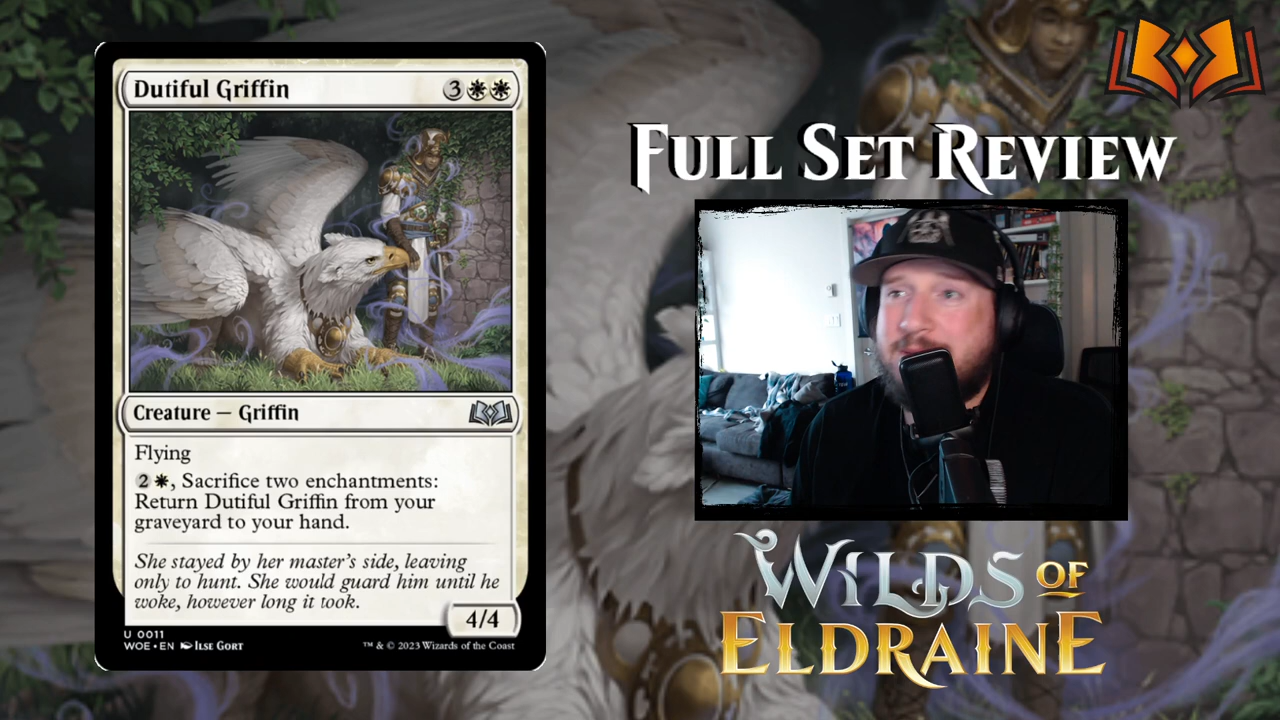 Dutiful Griffin 3
Creature — Griffin
Flying
2, Sacrifice two enchantments:
Return Dutiful Griffin from your
graveyard to your hand.
She stayed by her master's side, leaving
only to hunt. She would guard him until he
woke, however long it took.
4/4
U 0011
WOE • EN ILSE GORT
™ & © 2023 Wizards of the Coast
FULL SET REVIEW
WILDS OF
ELDRAINE